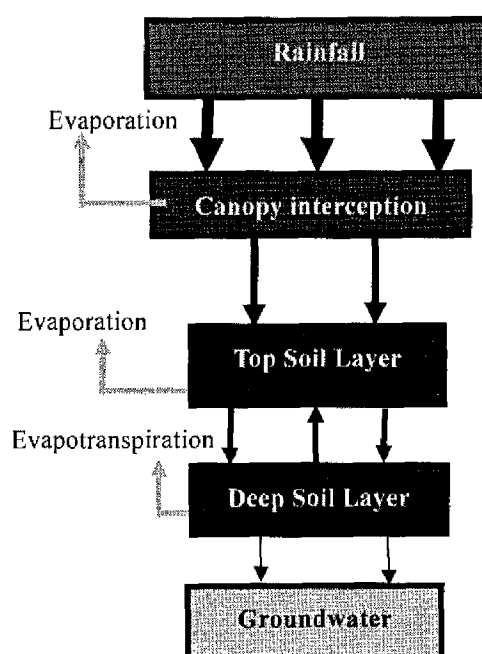 Rainfall
Evaporation
Canopy interception
Evaporation
Top Soil Layer
Evapotranspiration
Deep Soil Layer
Groundwater